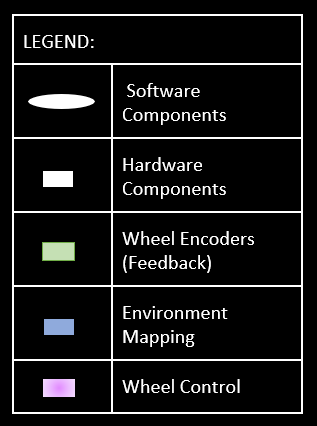 LEGEND:
Software
Components
Hardware
Components
Wheel Encoders
(Feedback)
Environment
Mapping
Wheel Control